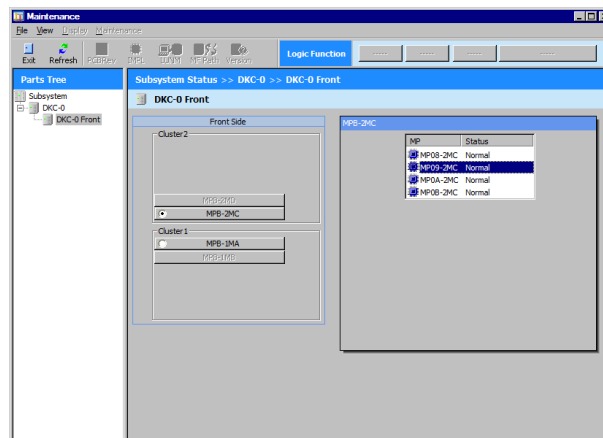 Maintenance
File View Display Maintenance
Exit Refresh PCBRev IMPL LUNM MFPath Version Logic Function ----- ----- ----- -----
Parts Tree
Subsystem Status >> DKC-0 >> DKC-0 Front
Subsystem
DKC-0
DKC-0 Front
DKC-0 Front
Front Side
Cluster2
MPB-2MD
MPB-2MC
Cluster1
MPB-1MA
MPB-1MB
MPB-2MC
MP Status
MP08-2MC Normal
MP09-2MC Normal
MP0A-2MC Normal
MP0B-2MC Normal